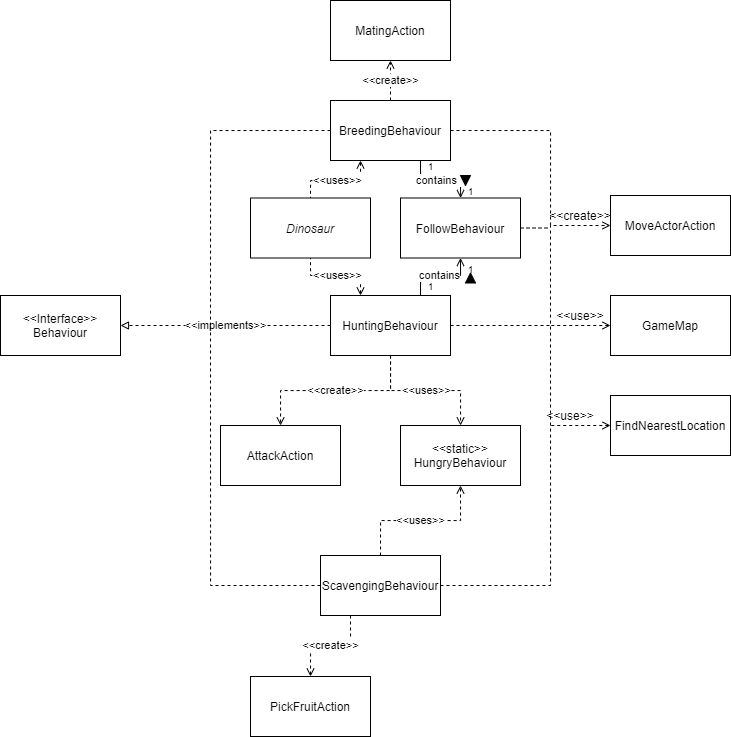 MatingAction
<<create>>
BreedingBehaviour
1
<<uses>>
contains
1
Dinosaur
FollowBehaviour
<<create>>
MoveActorAction
<<uses>>
contains
1
1
<<Interface>>
Behaviour
<<implements>>
HuntingBehaviour
<<use>>
GameMap
<<create>>
<<uses>>
<<use>>
FindNearestLocation
AttackAction
<<static>>
HungryBehaviour
<<uses>>
ScavengingBehaviour
<<create>>
PickFruitAction